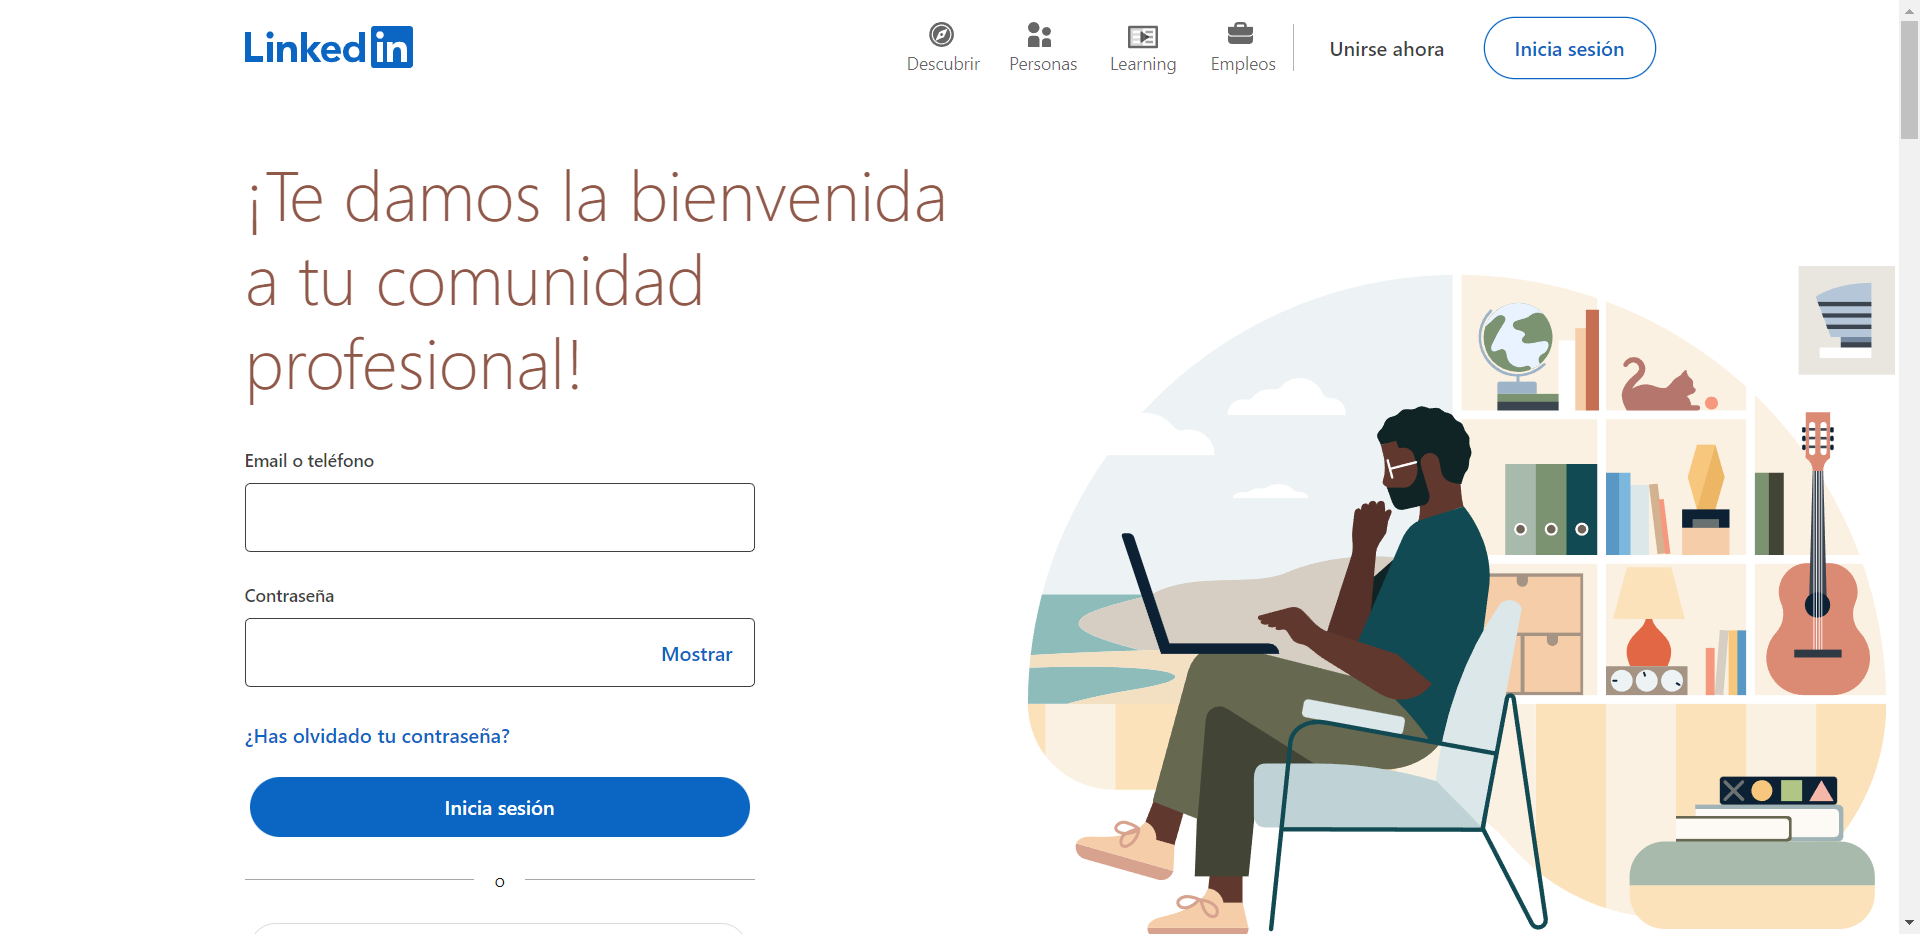 LinkedIn
Descubrir
Personas
Learning
Empleos
Unirse ahora
Inicia sesión
¡Te damos la bienvenida
a tu comunidad
profesional!
Email o teléfono
Contraseña
Mostrar
¿Has olvidado tu contraseña?
Inicia sesión
o